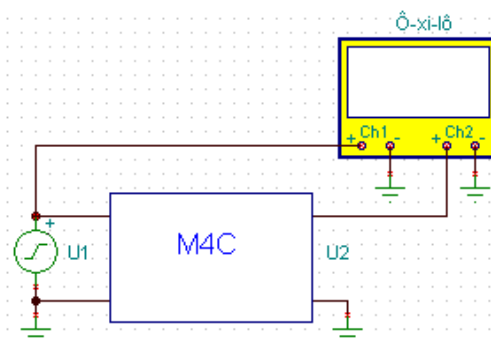 Ô-xi-lô
+ Ch1 - + Ch2 -
+
U1 M4C U2